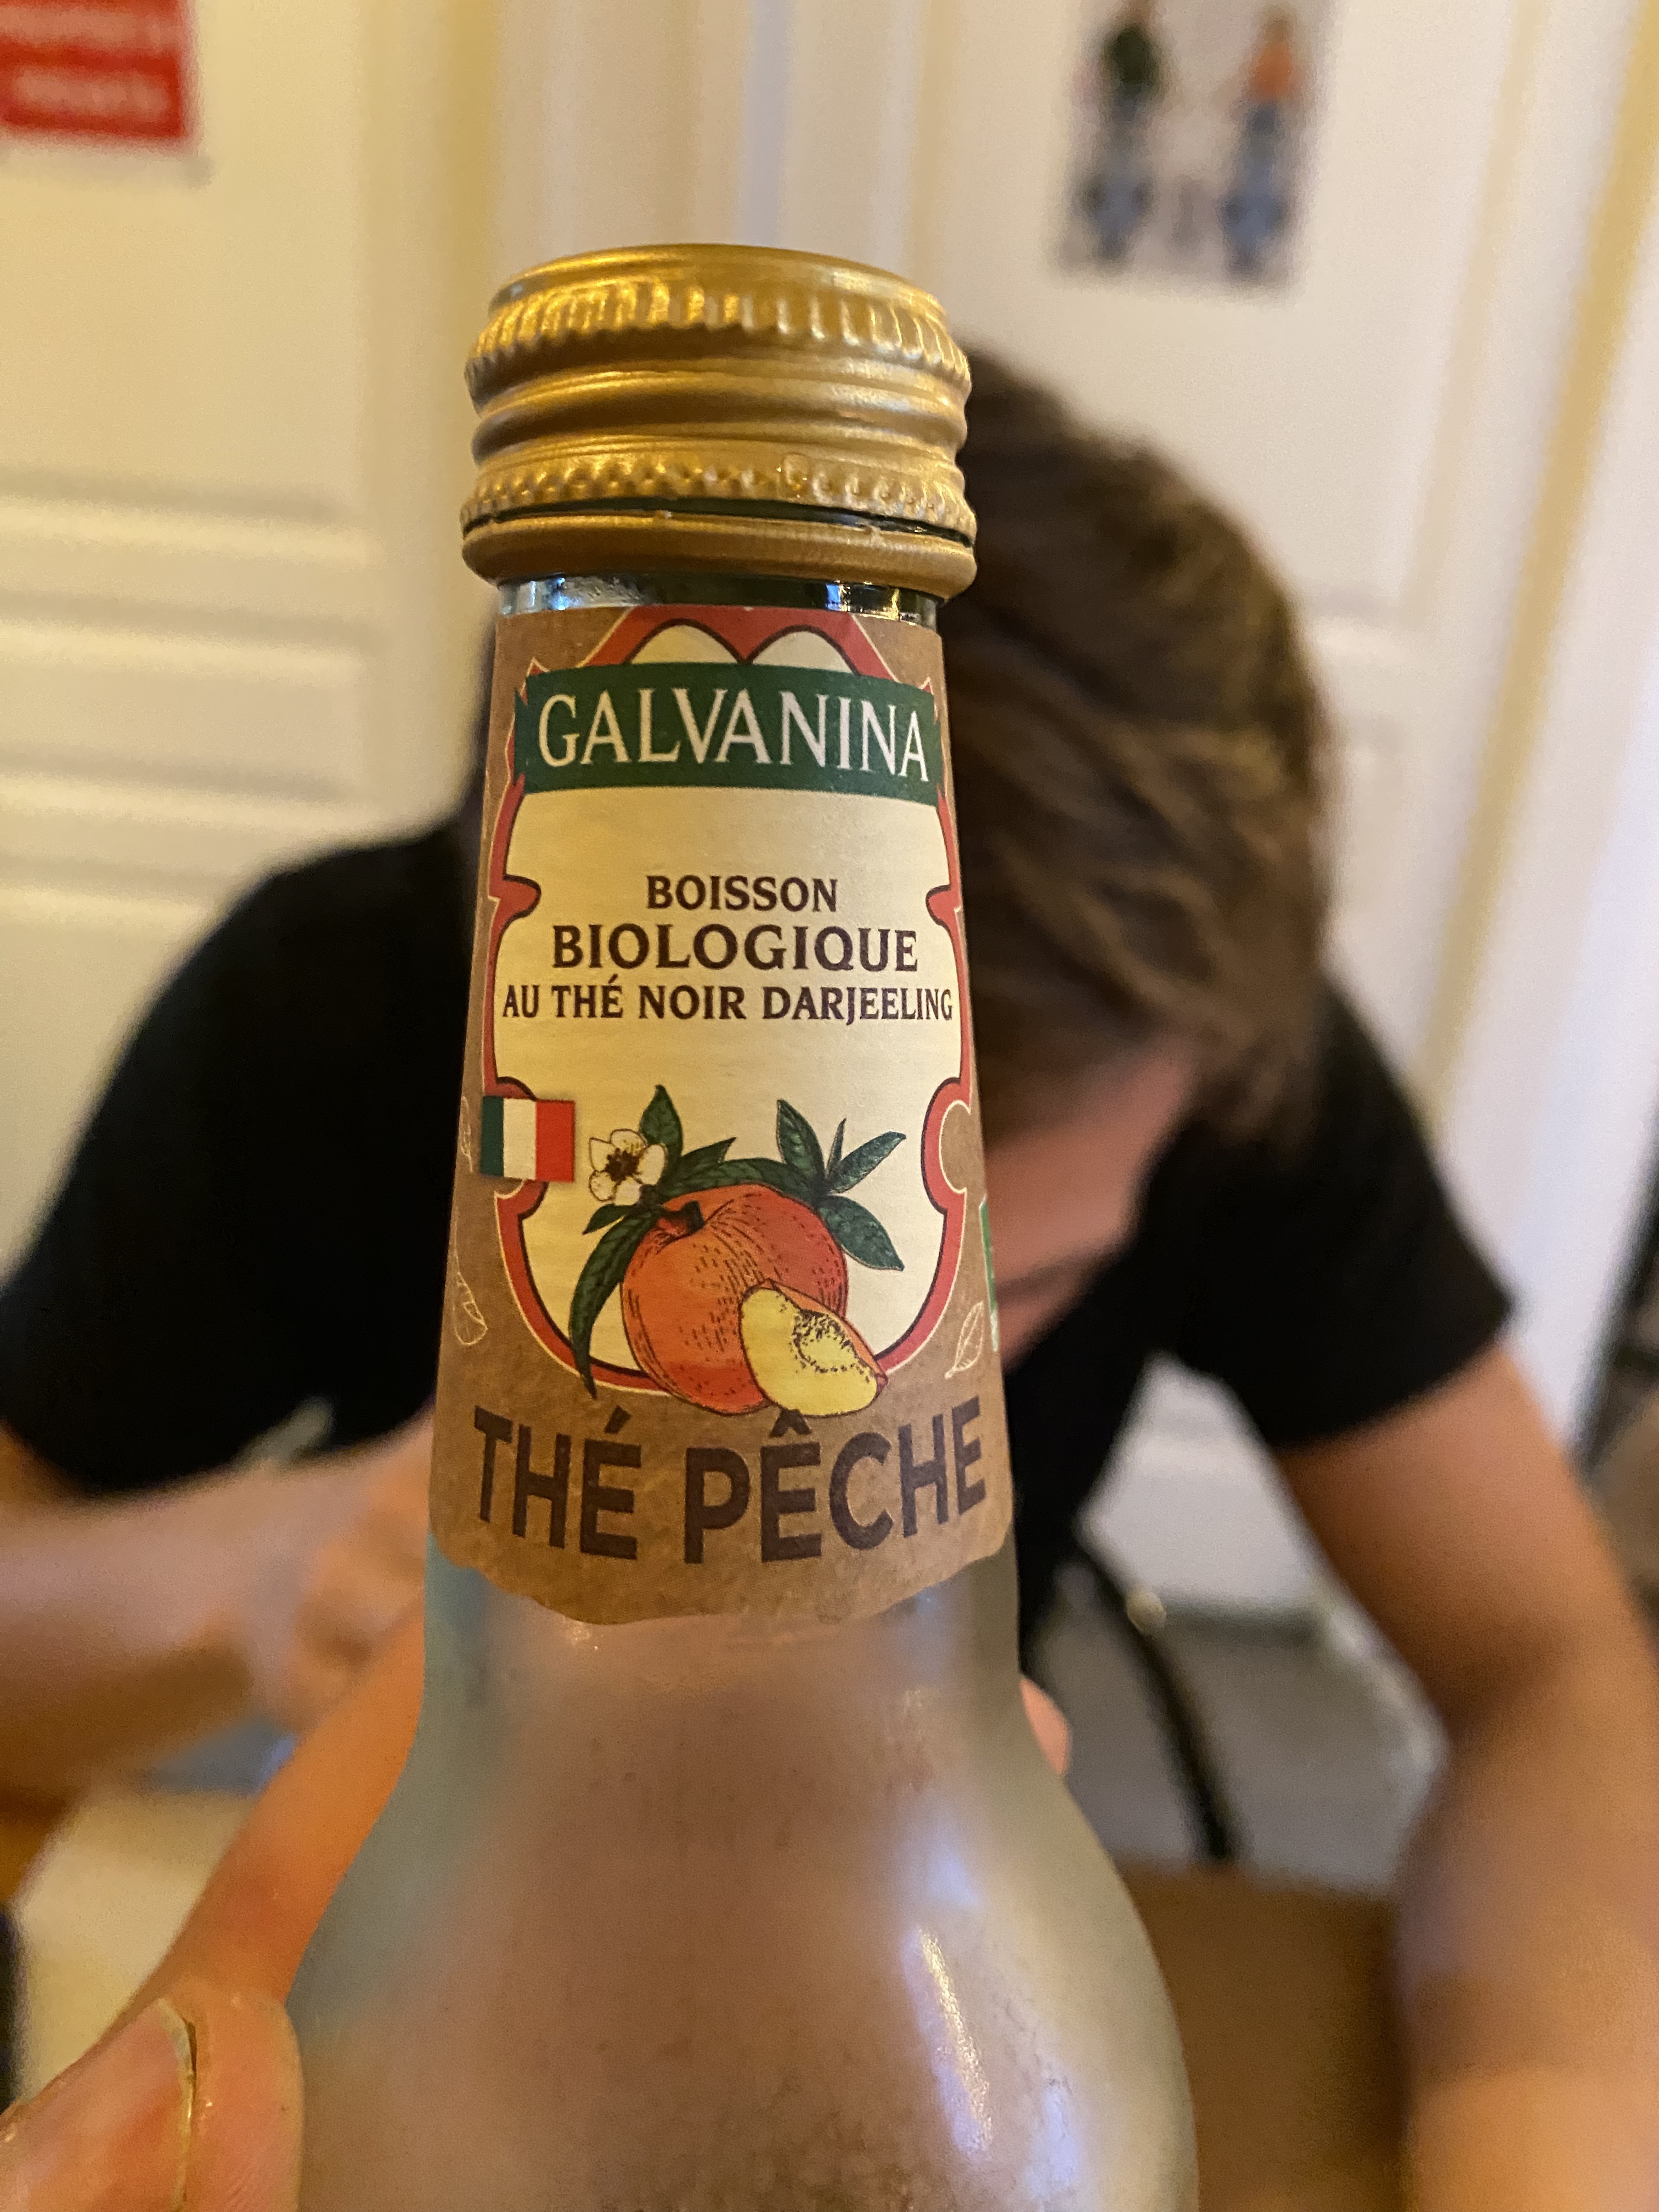 GALVANINA
BOISSON
BIOLOGIQUE
AU THÉ NOIR DARJEELING
THÉ PÊCHE